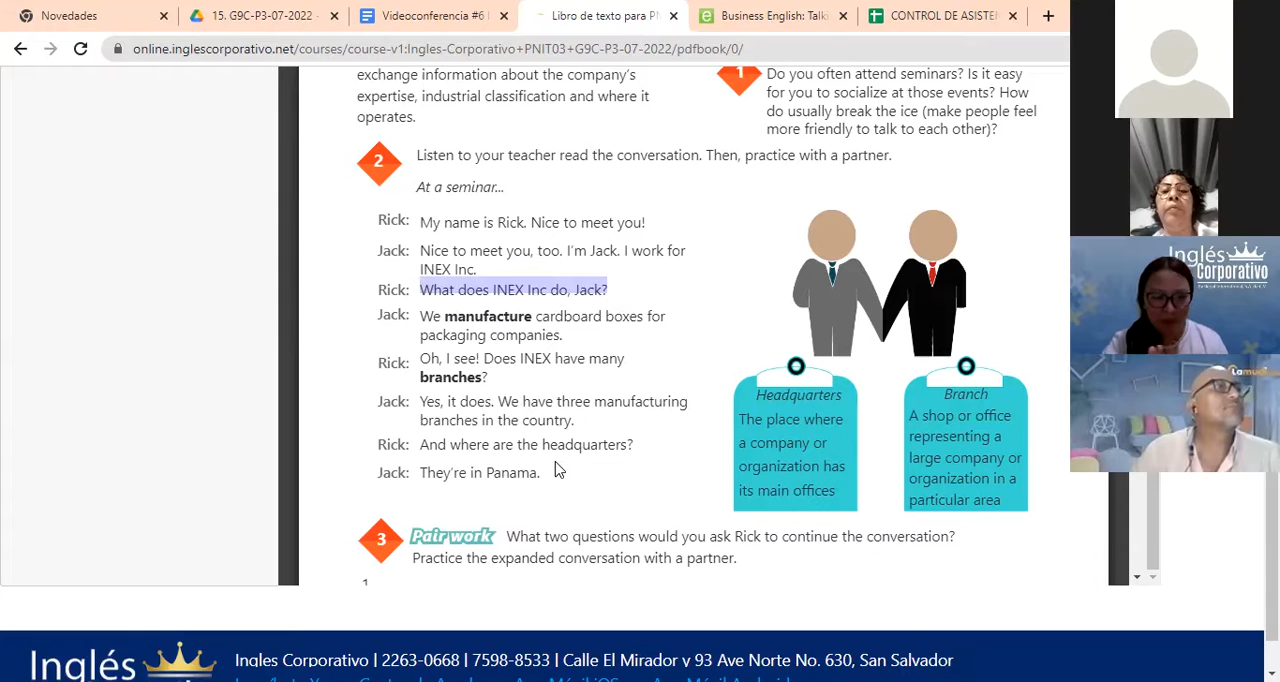 Novedades
15. G9C-P3-07-2022
Videoconferencia #6
Libro de texto para PN
Business English: Talk
CONTROL DE ASISTEN
online.inglescorporativo.net/courses/course-v1:Ingles-Corporativo+PNIT03+G9C-P3-07-2022/pdfbook/0/
exchange information about the company's
expertise, industrial classification and where it
operates.
1
Do you often attend seminars? Is it easy
for you to socialize at those events? How
do usually break the ice (make people feel
more friendly to talk to each other)?
2
Listen to your teacher read the conversation. Then, practice with a partner.
At a seminar...
Rick: My name is Rick. Nice to meet you!
Jack: Nice to meet you, too. I'm Jack. I work for
INEX Inc.
Rick: What does INEX Inc do, Jack?
Jack: We manufacture cardboard boxes for
packaging companies.
Rick: Oh, I see! Does INEX have many
branches?
Jack: Yes, it does. We have three manufacturing
branches in the country.
Rick: And where are the headquarters?
Jack: They're in Panama.
Headquarters
The place where
a company or
organization has
its main offices
Branch
A shop or office
representing a
large company or
organization in a
particular area
3
Pair work What two questions would you ask Rick to continue the conversation?
Practice the expanded conversation with a partner.
1
Inglés
Corporativo
Inglés
Ingles Corporativo | 2263-0668 | 7598-8533 | Calle El Mirador y 93 Ave Norte No. 630, San Salvador